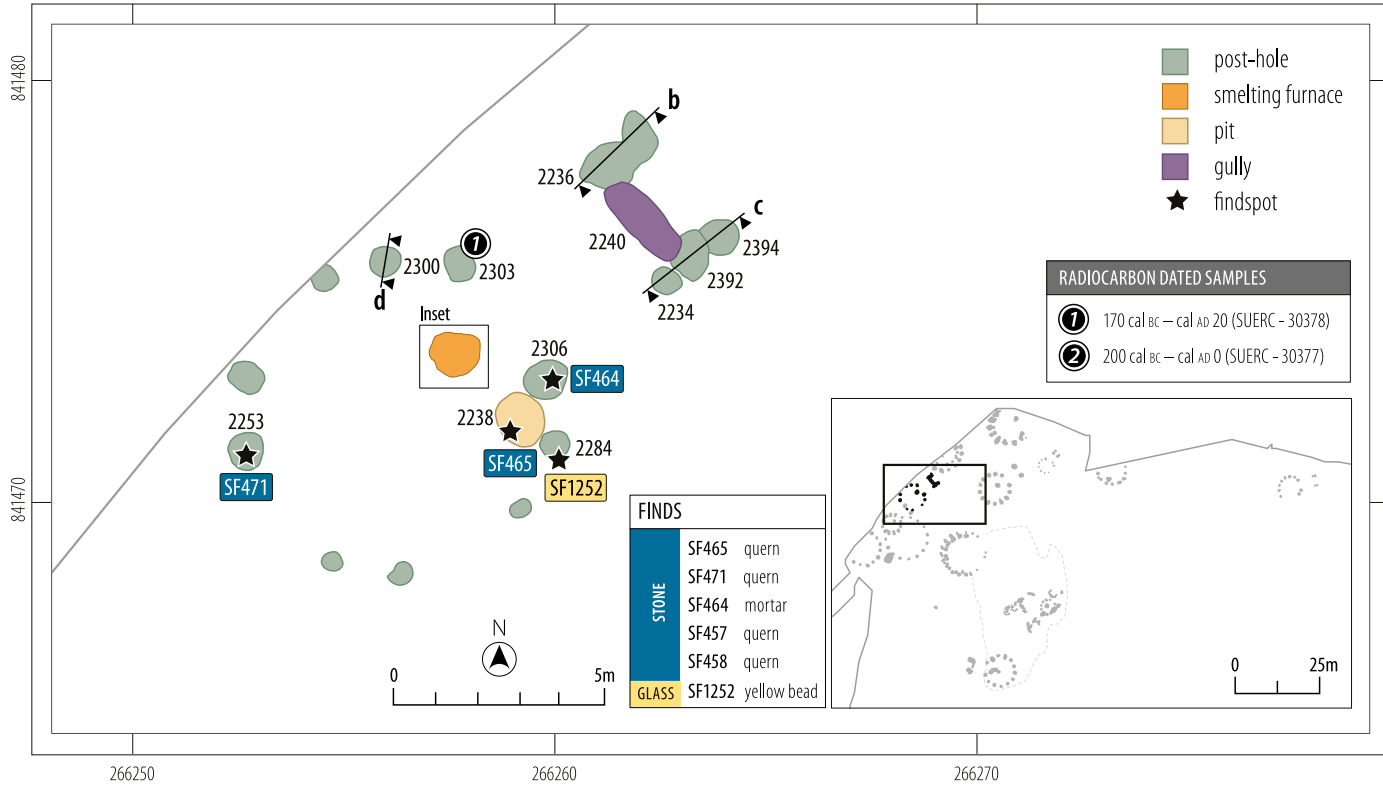 841480
841470
b
2236
c
2240
2394
2392
2234
1
2300
2303
d
Inset
2306
SF464
2238
2253
2284
SF465
SF471
SF1252
N
0 5m
post-hole
smelting furnace
pit
gully
findspot
RADIOCARBON DATED SAMPLES
1 170 cal BC – cal AD 20 (SUERC - 30378)
2 200 cal BC – cal AD 0 (SUERC - 30377)
FINDS
STONE
SF465 quern
SF471 quern
SF464 mortar
SF457 quern
SF458 quern
GLASS SF1252 yellow bead
0 25m
266250 266260 266270